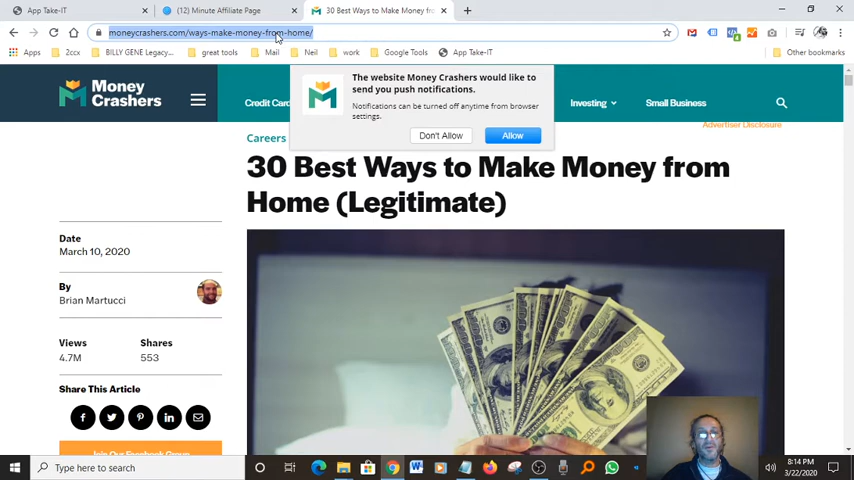 App Take-IT
(12) Minute Affiliate Page
30 Best Ways to Make Money fro
moneycrashers.com/ways-make-money-from-home/
Apps
2ccx
BILLY GENE Legacy...
great tools
Mail
Neil
work
Google Tools
App Take-IT
Other bookmarks
Money
Crashers
Credit Card
Investing
Small Business
The website Money Crashers would like to
send you push notifications.
Notifications can be turned off anytime from browser
settings.
Don't Allow
Allow
Advertiser Disclosure
Careers
30 Best Ways to Make Money from
Home (Legitimate)
Date
March 10, 2020
By
Brian Martucci
Views
Shares
4.7M
553
Share This Article
Join Our Facebook Group
Type here to search
8:14 PM
3/22/2020